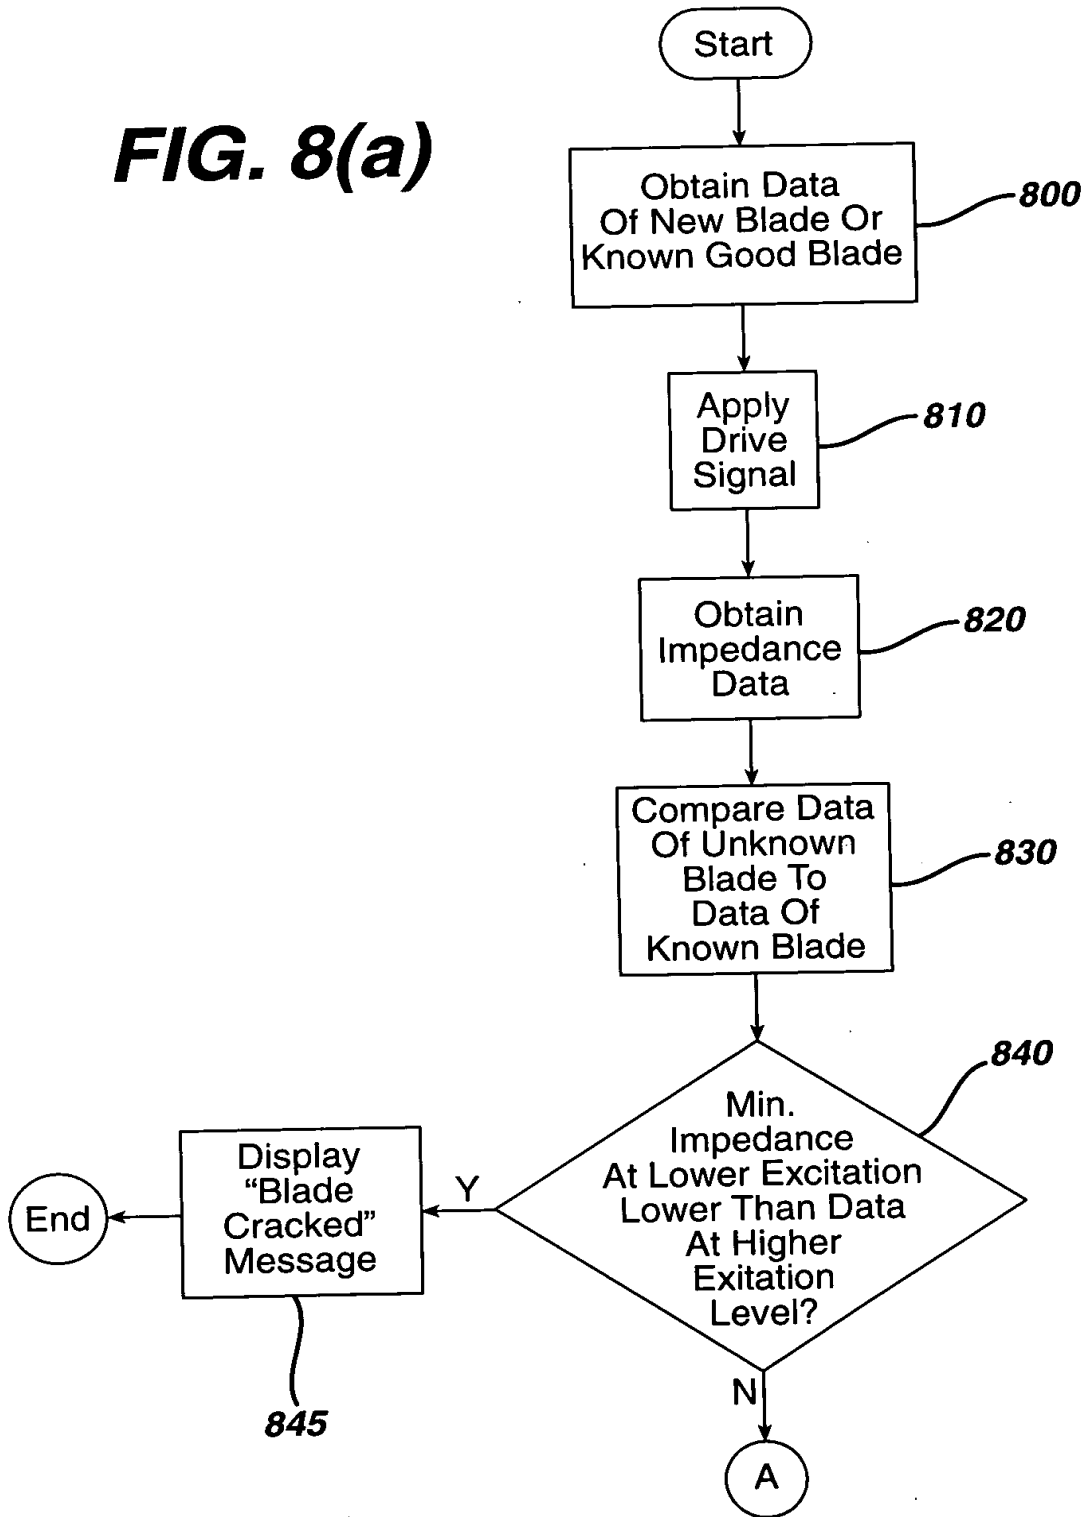 Start
FIG. 8(a)
Obtain Data
Of New Blade Or
Known Good Blade
800
Apply
Drive
Signal
810
Obtain
Impedance
Data
820
Compare Data
Of Unknown
Blade To
Data Of
Known Blade
830
840
Min.
Impedance
At Lower Excitation
Lower Than Data
At Higher
Exitation
Level?
Y
Display
“Blade
Cracked”
Message
End
845
N
A